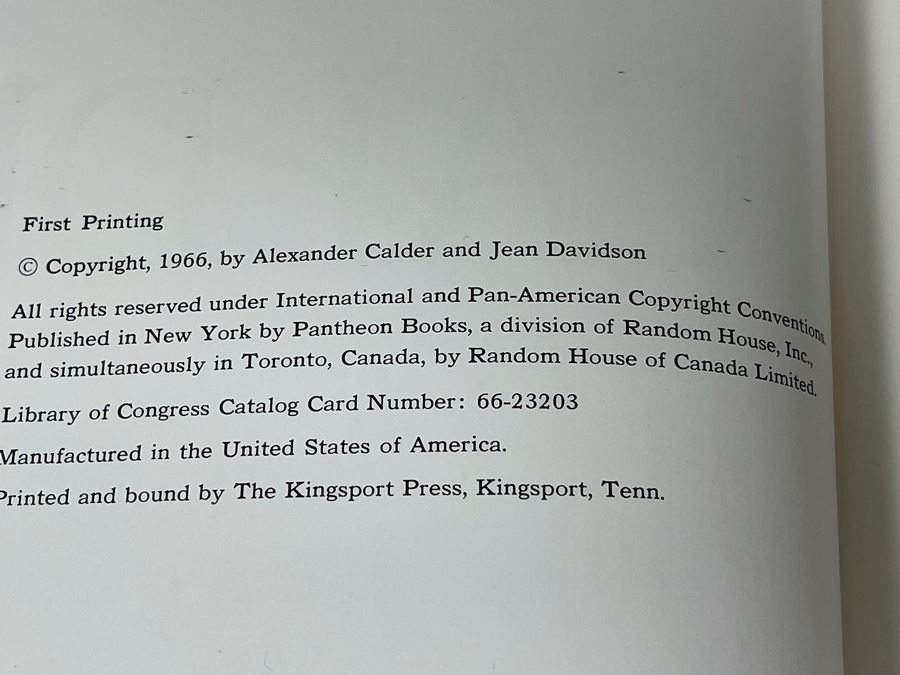 First Printing
© Copyright, 1966, by Alexander Calder and Jean Davidson
All rights reserved under International and Pan-American Copyright Conventions.
Published in New York by Pantheon Books, a division of Random House, Inc.,
and simultaneously in Toronto, Canada, by Random House of Canada Limited.
Library of Congress Catalog Card Number: 66-23203
Manufactured in the United States of America.
Printed and bound by The Kingsport Press, Kingsport, Tenn.